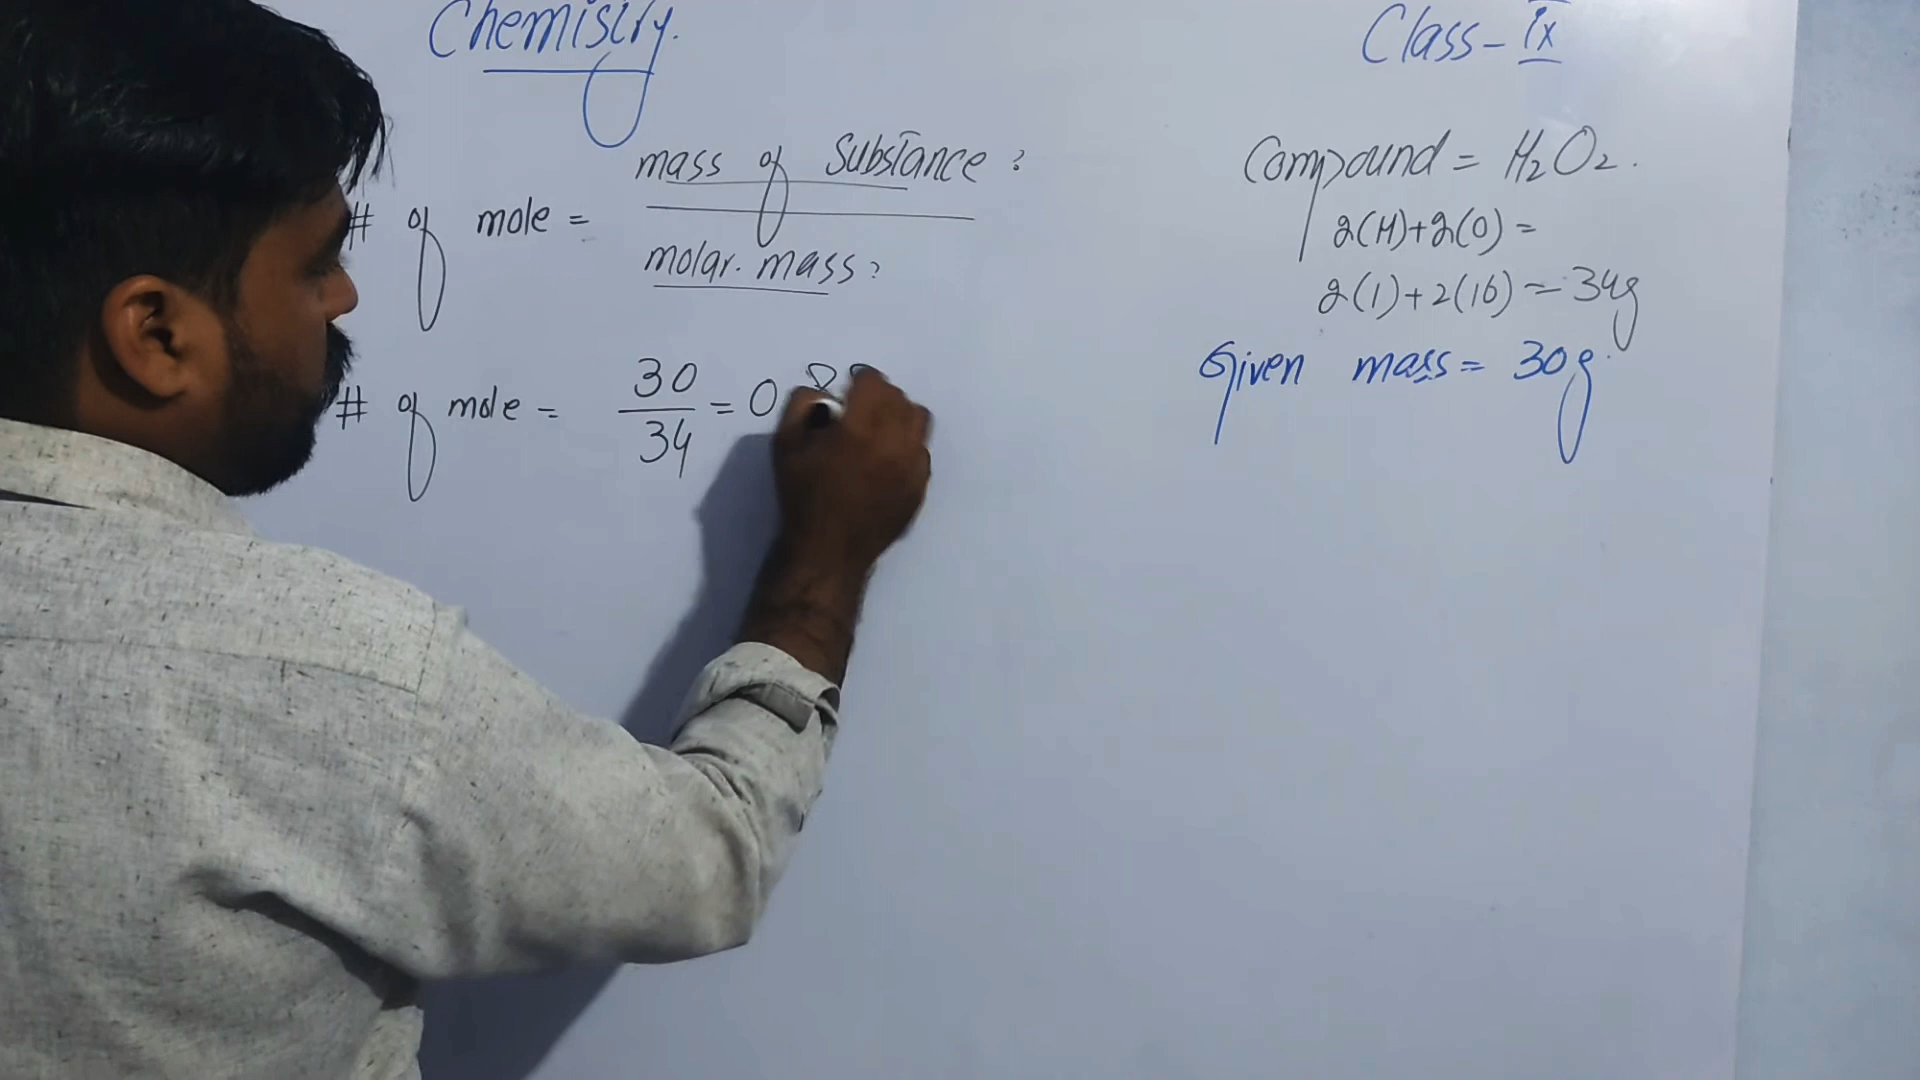 Chemistry.
# of mole = mass of Substance ?
molar. mass ?
# of mole = 30
34
= 0.88
Class - IX
Compound = H₂O₂.
2(H)+2(O) =
2(1)+2(16) = 34g
Given mass = 30g.